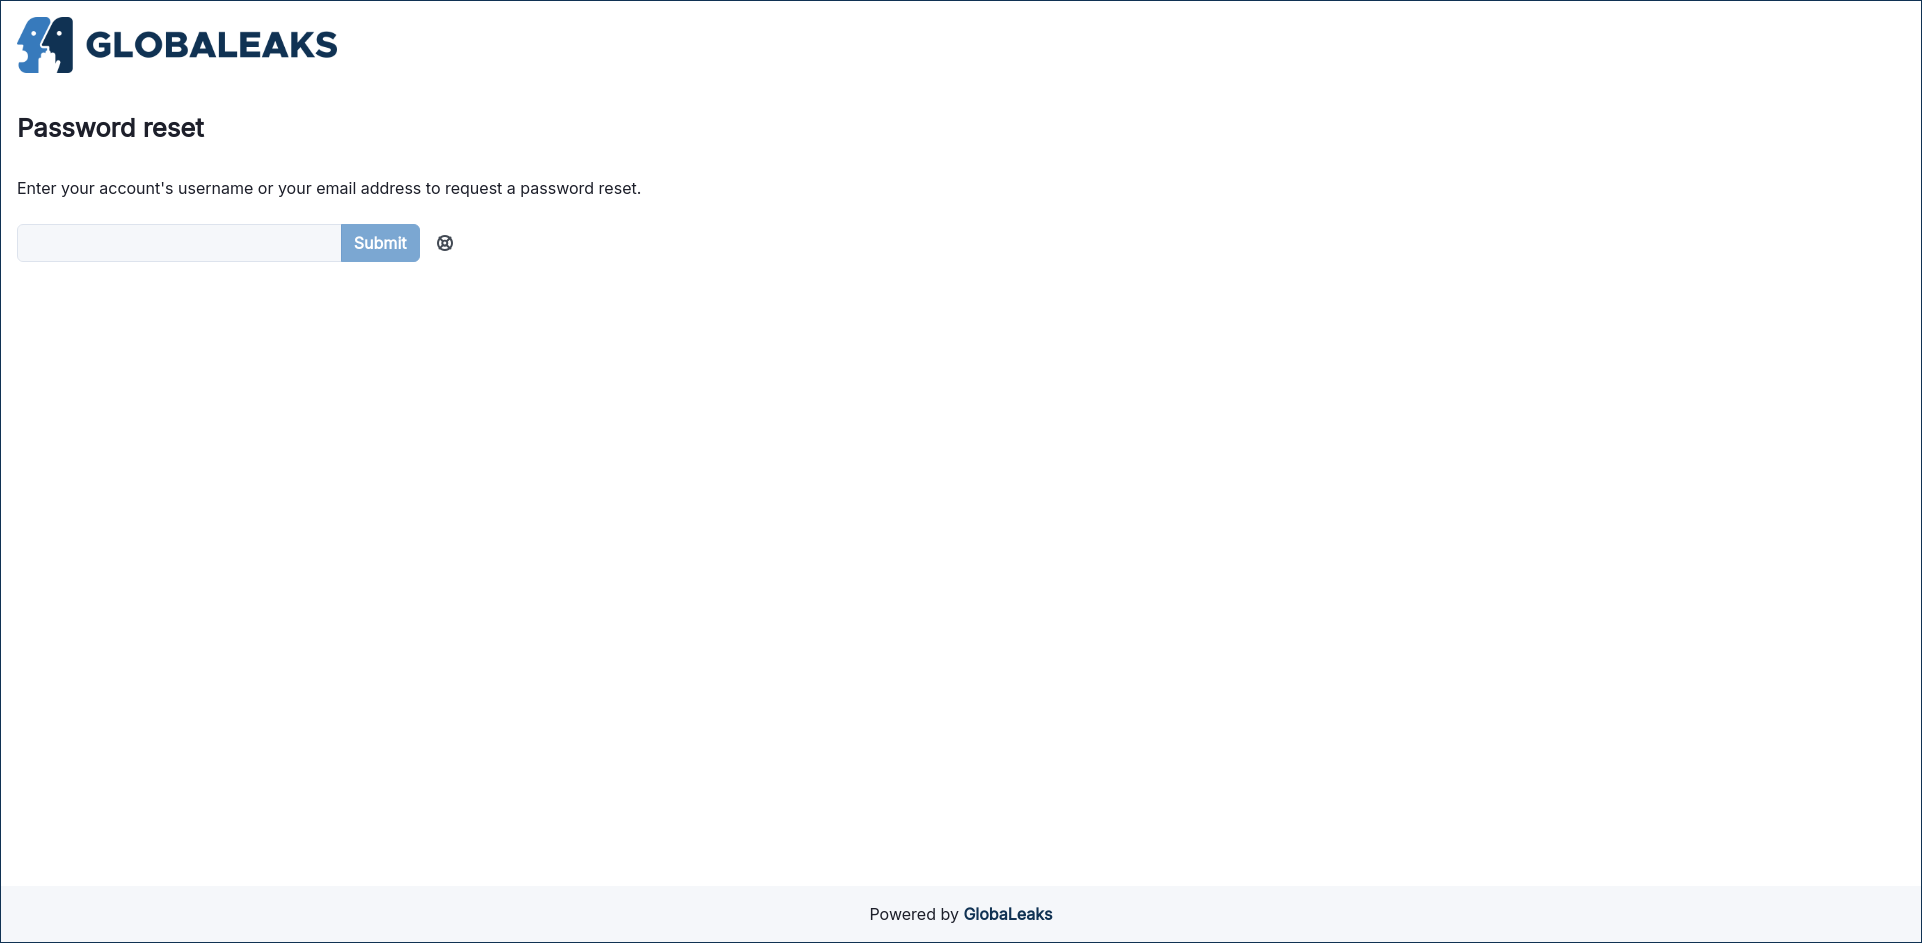 GLOBALEAKS
Password reset
Enter your account's username or your email address to request a password reset.
Submit
Powered by GlobaLeaks